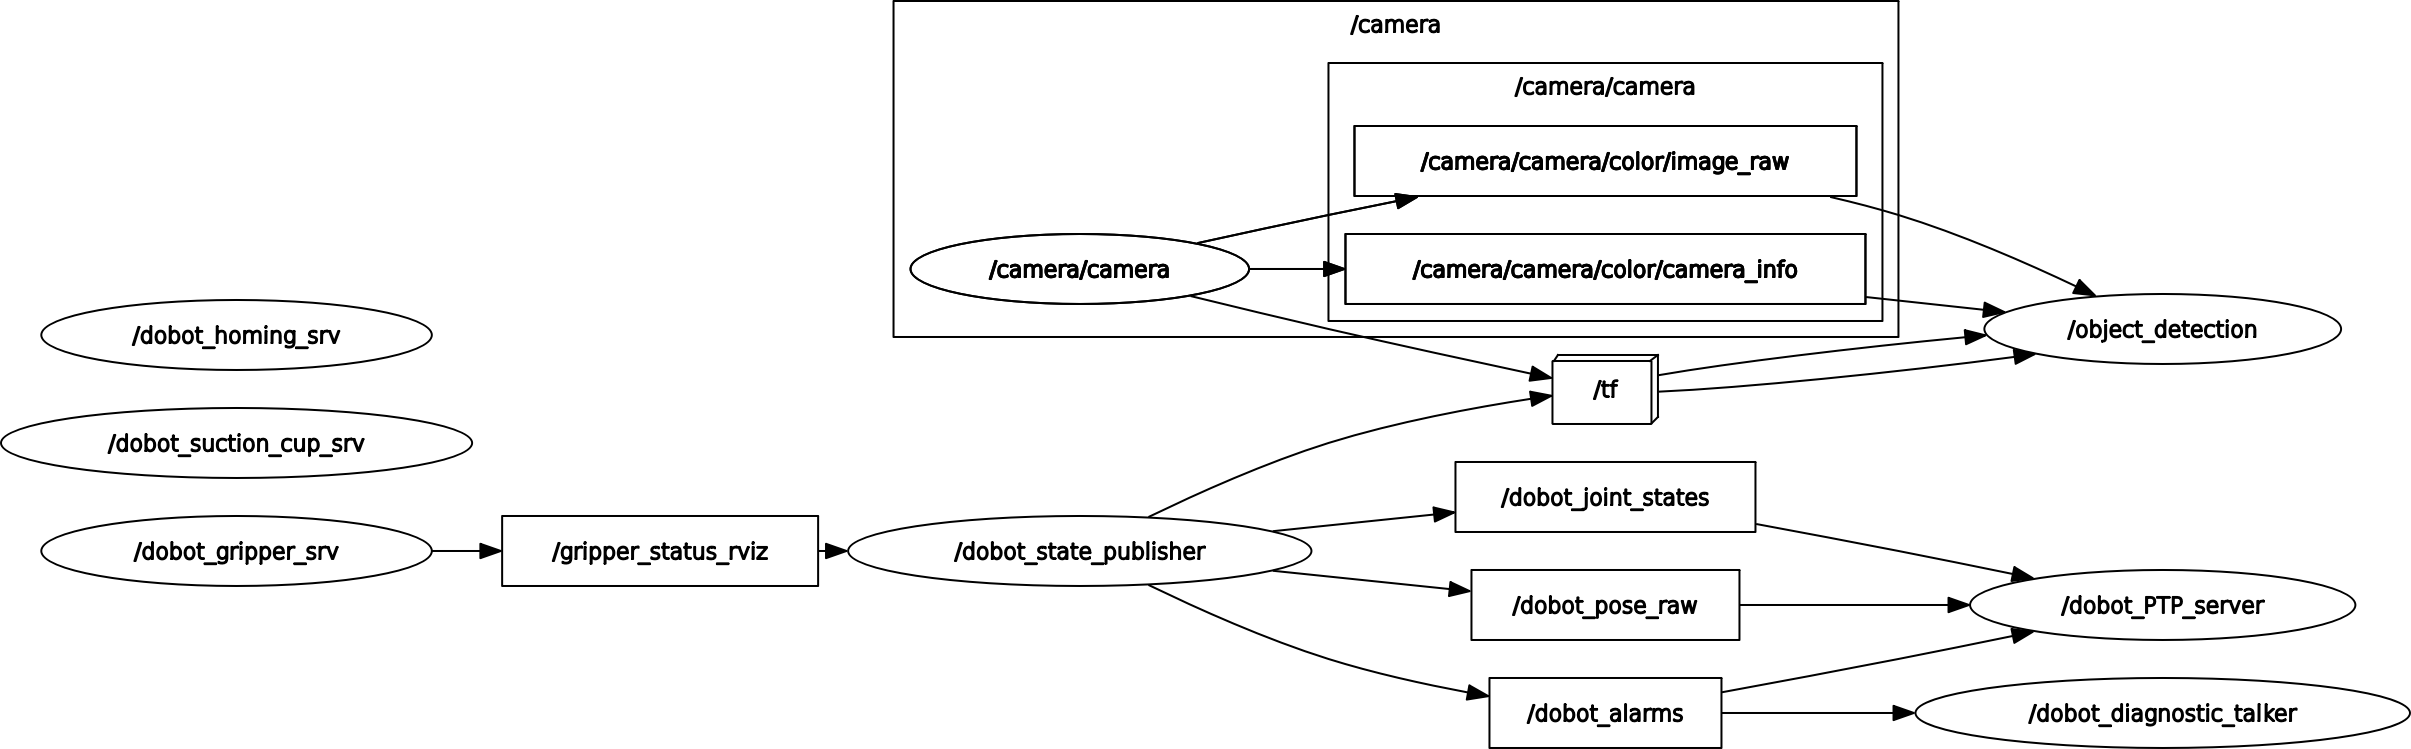 /camera
/camera/camera
/camera/camera/color/image_raw
/camera/camera
/camera/camera/color/camera_info
/object_detection
/dobot_homing_srv
/tf
/dobot_suction_cup_srv
/dobot_joint_states
/dobot_gripper_srv
/gripper_status_rviz
/dobot_state_publisher
/dobot_pose_raw
/dobot_PTP_server
/dobot_alarms
/dobot_diagnostic_talker